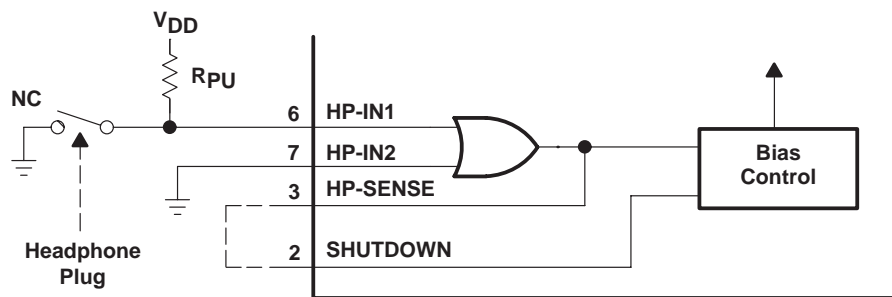 VDD
RPU
NC
6 HP-IN1
7 HP-IN2
3 HP-SENSE
2 SHUTDOWN
Bias
Control
Headphone
Plug